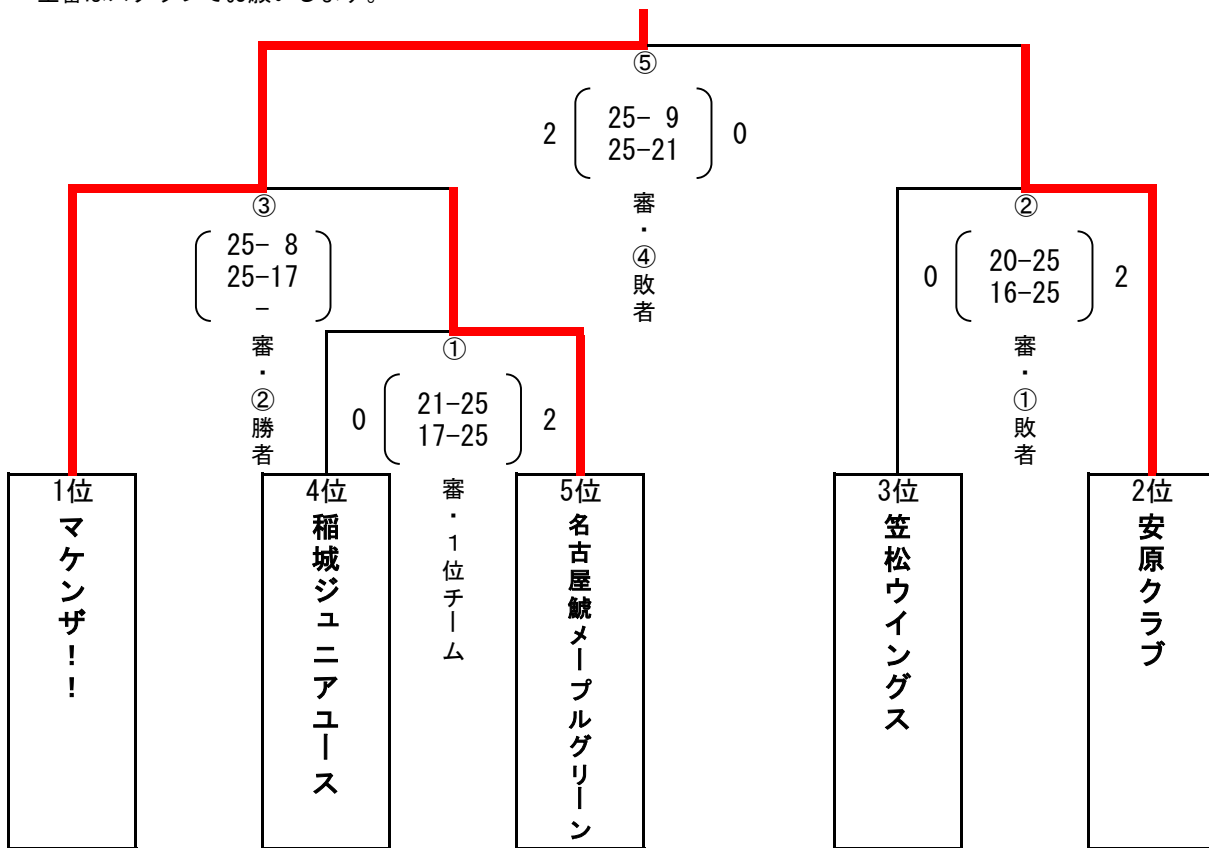 ⑤
2 25- 9 0
25-21
審・④敗者
③
25- 8
25-17
-
審・②勝者
②
0 20-25 2
16-25
審・①敗者
①
0 21-25 2
17-25
審・1位チーム
1位
マケンザ!!
4位
稲城ジュニアユース
5位
名古屋鯱メープルグリーン
3位
笠松ウイングス
2位
安原クラブ